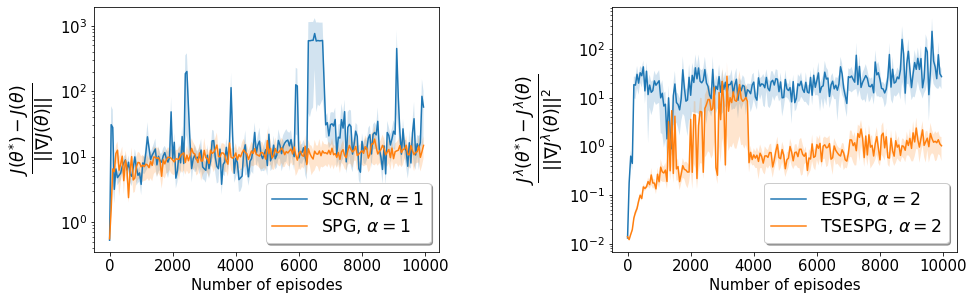 J(θ*) − J(θ)
||∇J(θ)||
10³
10²
10¹
10⁰
0 2000 4000 6000 8000 10000
Number of episodes
SCRN, α = 1
SPG, α = 1
J^λ(θ*) − J^λ(θ)
||∇J^λ(θ)||²
10²
10¹
10⁰
10⁻¹
10⁻²
0 2000 4000 6000 8000 10000
Number of episodes
ESPG, α = 2
TSESPG, α = 2